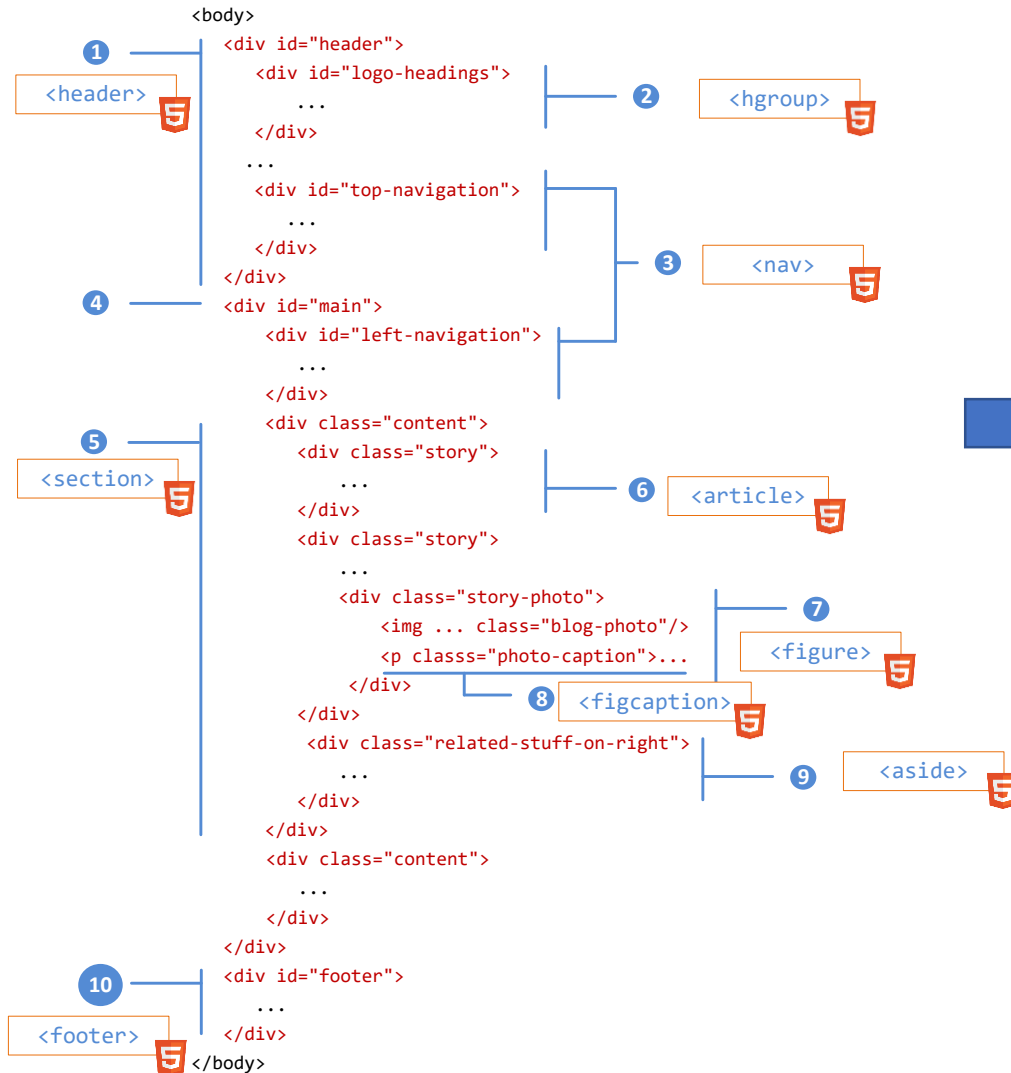 <body>
<div id="header">
1
<header>
<div id="logo-headings">
...
2
<hgroup>
</div>
...
<div id="top-navigation">
...
</div>
3
<nav>
</div>
4
<div id="main">
<div id="left-navigation">
...
</div>
<div class="content">
5
<section>
<div class="story">
...
6
<article>
</div>
<div class="story">
...
<div class="story-photo">
7
<img ... class="blog-photo"/>
<figure>
<p classs="photo-caption">...
</div>
8
<figcaption>
</div>
<div class="related-stuff-on-right">
...
9
<aside>
</div>
</div>
<div class="content">
...
</div>
</div>
<div id="footer">
10
...
<footer>
</div>
</body>